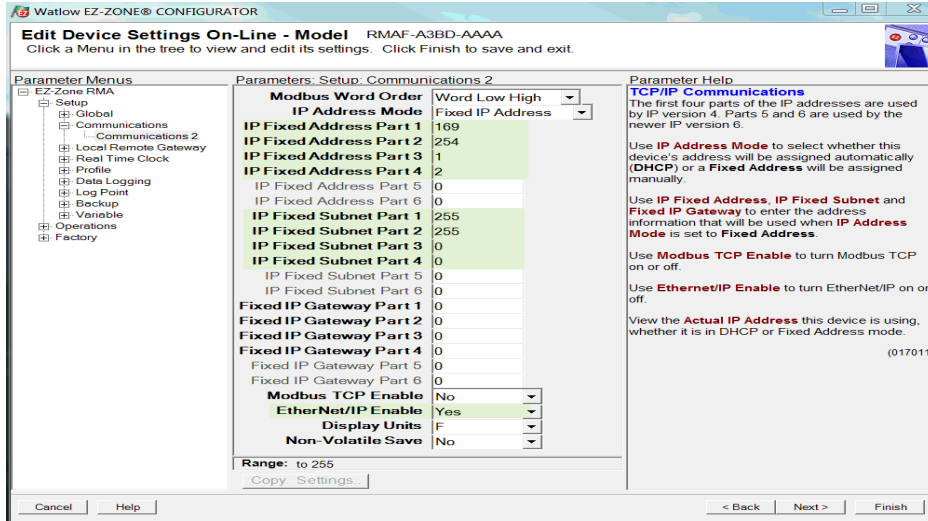 Watlow EZ-ZONE® CONFIGURATOR
Edit Device Settings On-Line - Model RMAF-A3BD-AAAA
Click a Menu in the tree to view and edit its settings. Click Finish to save and exit.
Parameter Menus
EZ-Zone RMA
Setup
Global
Communications
Communications 2
Local Remote Gateway
Real Time Clock
Profile
Data Logging
Log Point
Backup
Variable
Operations
Factory
Parameters: Setup: Communications 2
Modbus Word Order Word Low High
IP Address Mode Fixed IP Address
IP Fixed Address Part 1 169
IP Fixed Address Part 2 254
IP Fixed Address Part 3 1
IP Fixed Address Part 4 2
IP Fixed Address Part 5 0
IP Fixed Address Part 6 0
IP Fixed Subnet Part 1 255
IP Fixed Subnet Part 2 255
IP Fixed Subnet Part 3 0
IP Fixed Subnet Part 4 0
IP Fixed Subnet Part 5 0
IP Fixed Subnet Part 6 0
Fixed IP Gateway Part 1 0
Fixed IP Gateway Part 2 0
Fixed IP Gateway Part 3 0
Fixed IP Gateway Part 4 0
Fixed IP Gateway Part 5 0
Fixed IP Gateway Part 6 0
Modbus TCP Enable No
EtherNet/IP Enable Yes
Display Units F
Non-Volatile Save No
Range: to 255
Copy Settings..
Parameter Help
TCP/IP Communications
The first four parts of the IP addresses are used
by IP version 4. Parts 5 and 6 are used by the
newer IP version 6.
Use IP Address Mode to select whether this
device's address will be assigned automatically
(DHCP) or a Fixed Address will be assigned
manually.
Use IP Fixed Address, IP Fixed Subnet and
Fixed IP Gateway to enter the address
information that will be used when IP Address
Mode is set to Fixed Address.
Use Modbus TCP Enable to turn Modbus TCP
on or off.
Use Ethernet/IP Enable to turn EtherNet/IP on or
off.
View the Actual IP Address this device is using,
whether it is in DHCP or Fixed Address mode.
(017011
Cancel Help < Back Next > Finish